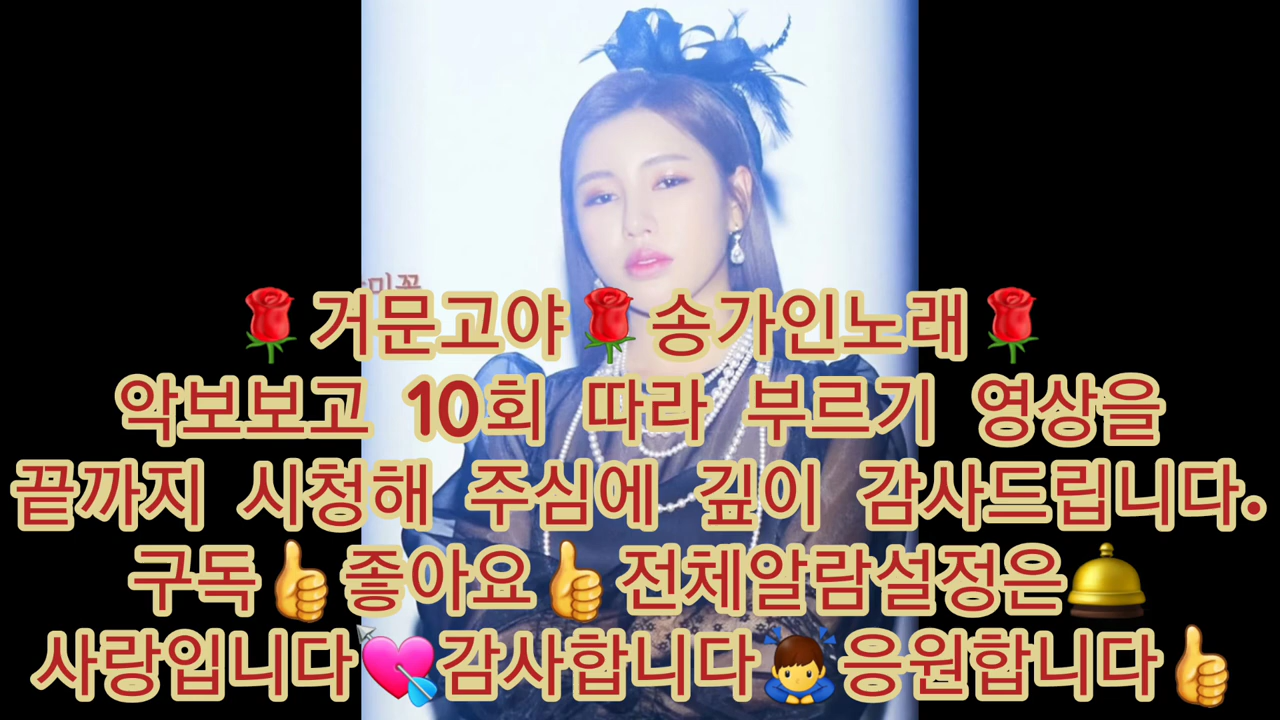 미꽃
🌹거문고야🌹송가인노래🌹
악보보고 10회 따라 부르기 영상을
끝까지 시청해 주심에 깊이 감사드립니다.
구독👍좋아요👍전체알람설정은🛎️
사랑입니다💘감사합니다🙇‍♂️응원합니다👍